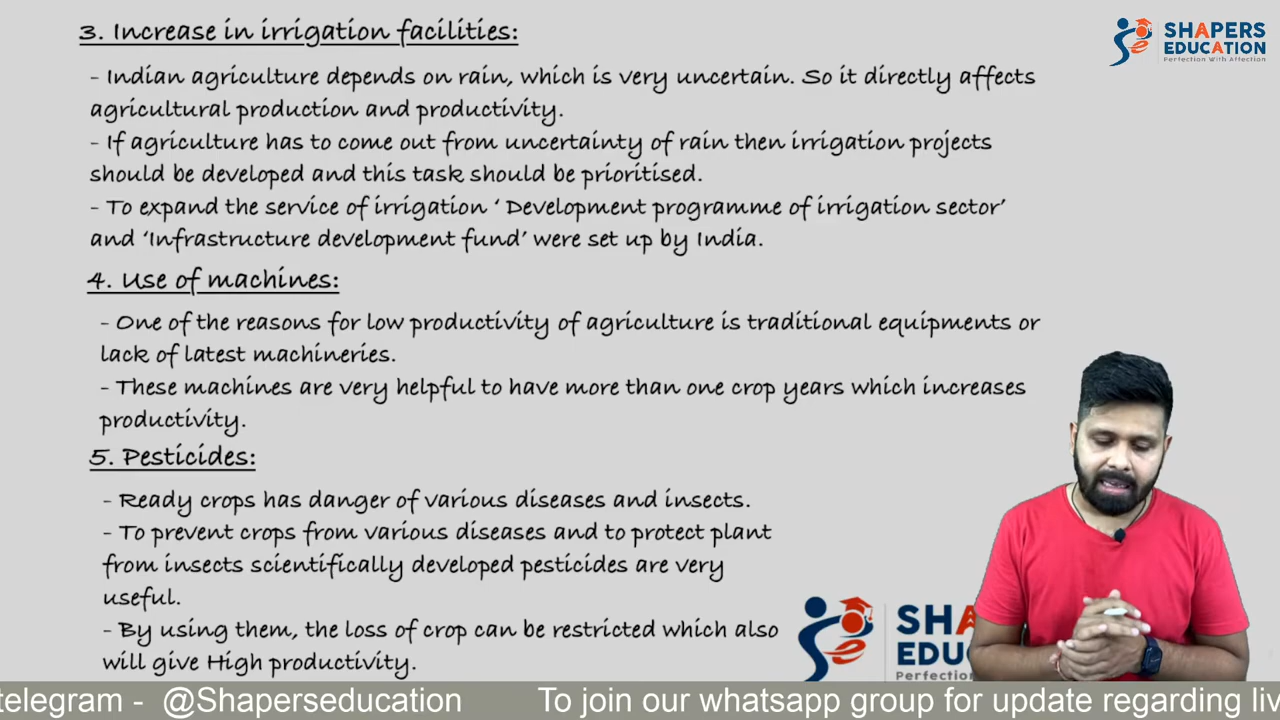 3. Increase in irrigation facilities:
- Indian agriculture depends on rain, which is very uncertain. So it directly affects
agricultural production and productivity.
- If agriculture has to come out from uncertainty of rain then irrigation projects
should be developed and this task should be prioritised.
- To expand the service of irrigation ‘ Development programme of irrigation sector’
and ‘Infrastructure development fund’ were set up by India.
4. Use of machines:
- One of the reasons for low productivity of agriculture is traditional equipments or
lack of latest machineries.
- These machines are very helpful to have more than one crop years which increases
productivity.
5. Pesticides:
- Ready crops has danger of various diseases and insects.
- To prevent crops from various diseases and to protect plant
from insects scientifically developed pesticides are very
useful.
- By using them, the loss of crop can be restricted which also
will give High productivity.
SHAPERS
EDUCATION
Perfection With Affection
SHA
EDU
Perfection
telegram - @Shaperseducation To join our whatsapp group for update regarding liv